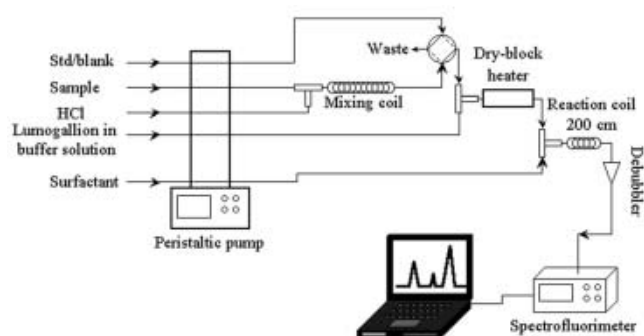 Std/blank
Sample
HCl
Lumogallion in
buffer solution
Surfactant
Peristaltic pump
Waste
Mixing coil
Dry-block
heater
Reaction coil
200 cm
Debubbler
Spectrofluorimeter